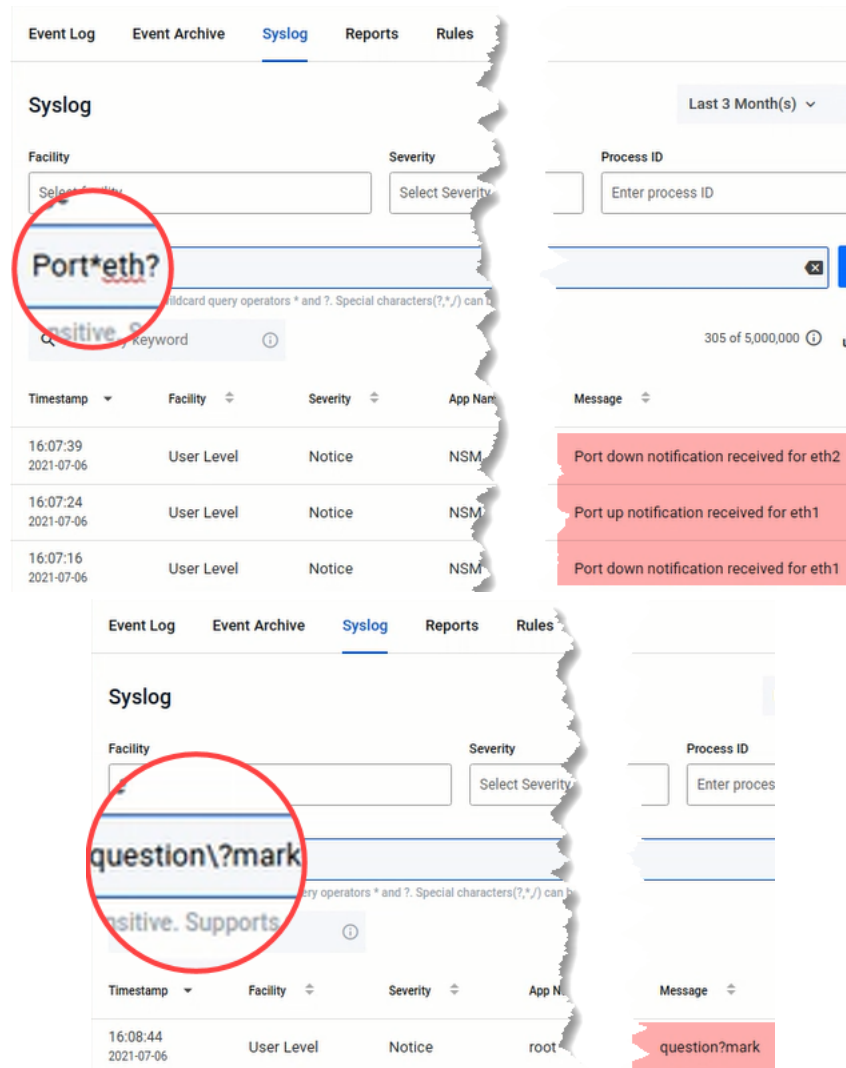 Event Log Event Archive Syslog Reports Rules
Syslog Last 3 Month(s)
Facility Severity Process ID
Select Severity Enter process ID
Port*eth?
wildcard query operators * and ?. Special characters(?,*,/) can
keyword 305 of 5,000,000
Timestamp Facility Severity App Nam Message
16:07:39
2021-07-06 User Level Notice NSM Port down notification received for eth2
16:07:24
2021-07-06 User Level Notice NSM Port up notification received for eth1
16:07:16
2021-07-06 User Level Notice NSM Port down notification received for eth1
Event Log Event Archive Syslog Reports Rules
Syslog
Facility Severity Process ID
Select Severity Enter proces
question\?mark
operators * and ?. Special characters(?,*,/) can
nsitive. Supports
Timestamp Facility Severity App N Message
16:08:44
2021-07-06 User Level Notice root question?mark